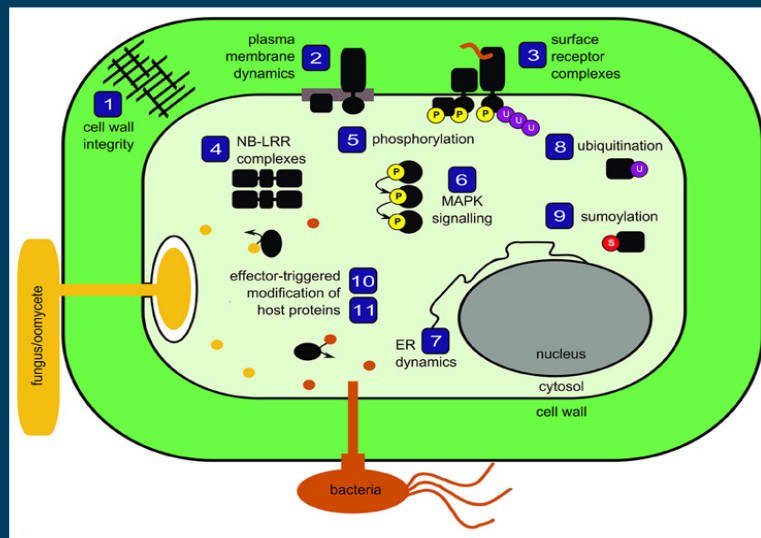 1
cell wall
integrity
plasma
membrane
dynamics
2
3
surface
receptor
complexes
P
P
P
U
U
U
4
NB-LRR
complexes
5
phosphorylation
P
P
P
6
MAPK
signalling
8
ubiquitination
U
9
sumoylation
S
effector-triggered
modification of
host proteins
10
11
ER
dynamics
7
nucleus
cytosol
cell wall
fungus/oomycete
bacteria